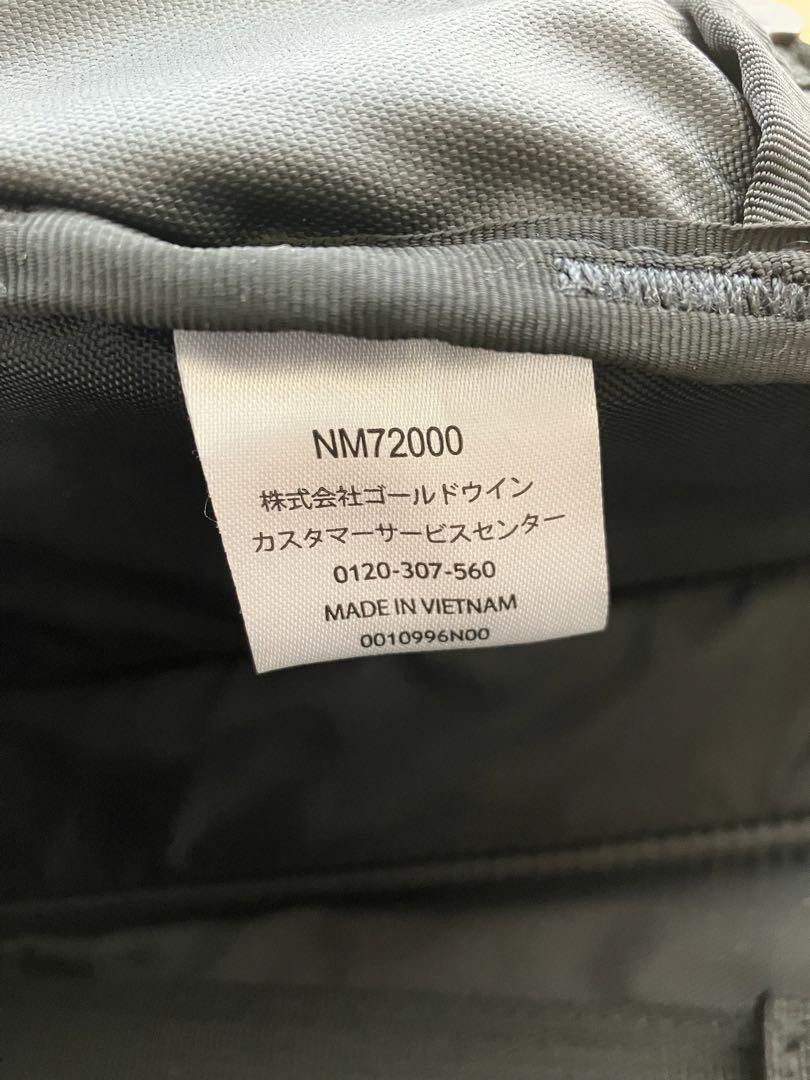 NM72000
株式会社ゴールドウイン
カスタマーサービスセンター
0120-307-560
MADE IN VIETNAM
0010996N00